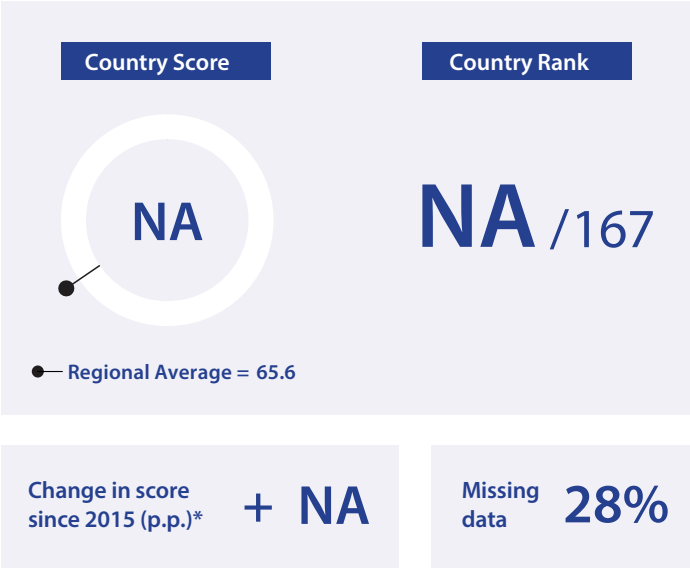 Country Score
Country Rank
NA
NA /167
Regional Average = 65.6
Change in score
since 2015 (p.p.)*
+ NA
Missing
data
28%